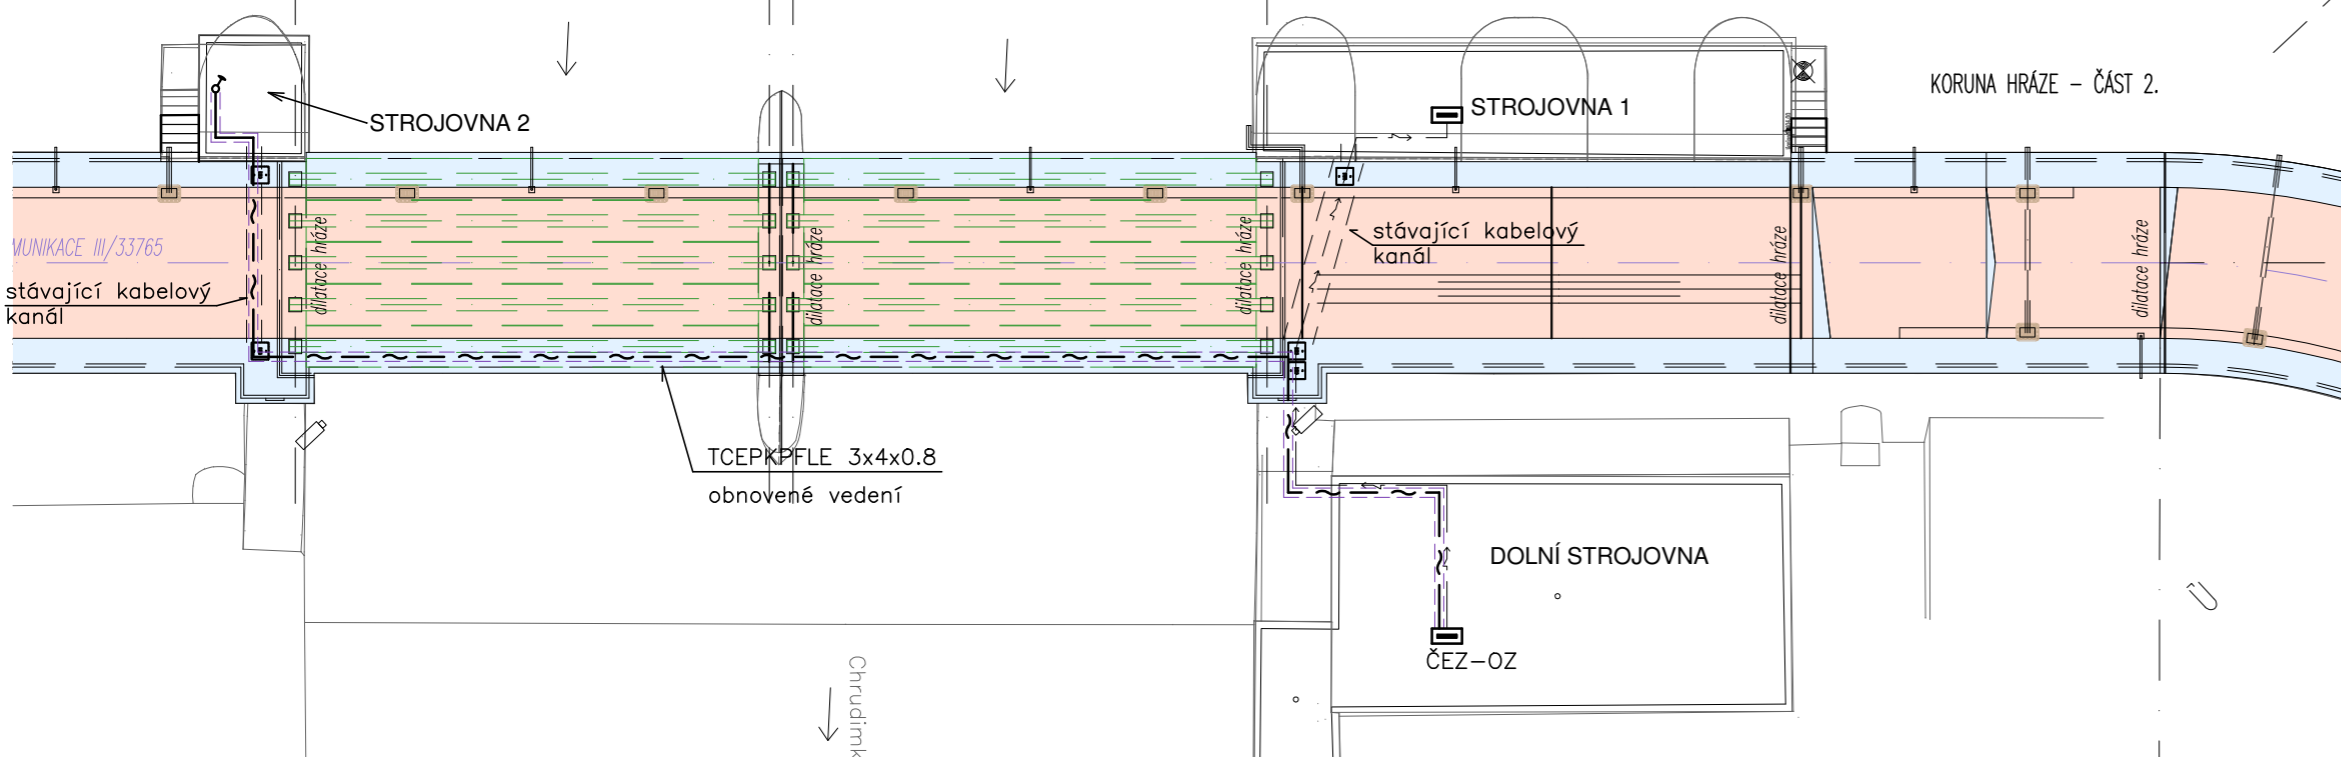 KORUNA HRÁZE – ČÁST 2.
STROJOVNA 2
STROJOVNA 1
MUNIKACE III/33765
stávající kabelový
kanál
dilatace hráze
dilatace hráze
dilatace hráze
stávající kabelový
kanál
dilatace hráze
dilatace hráze
TCEPKPFLE 3x4x0.8
obnovené vedení
DOLNÍ STROJOVNA
ČEZ–OZ
Chrudimk